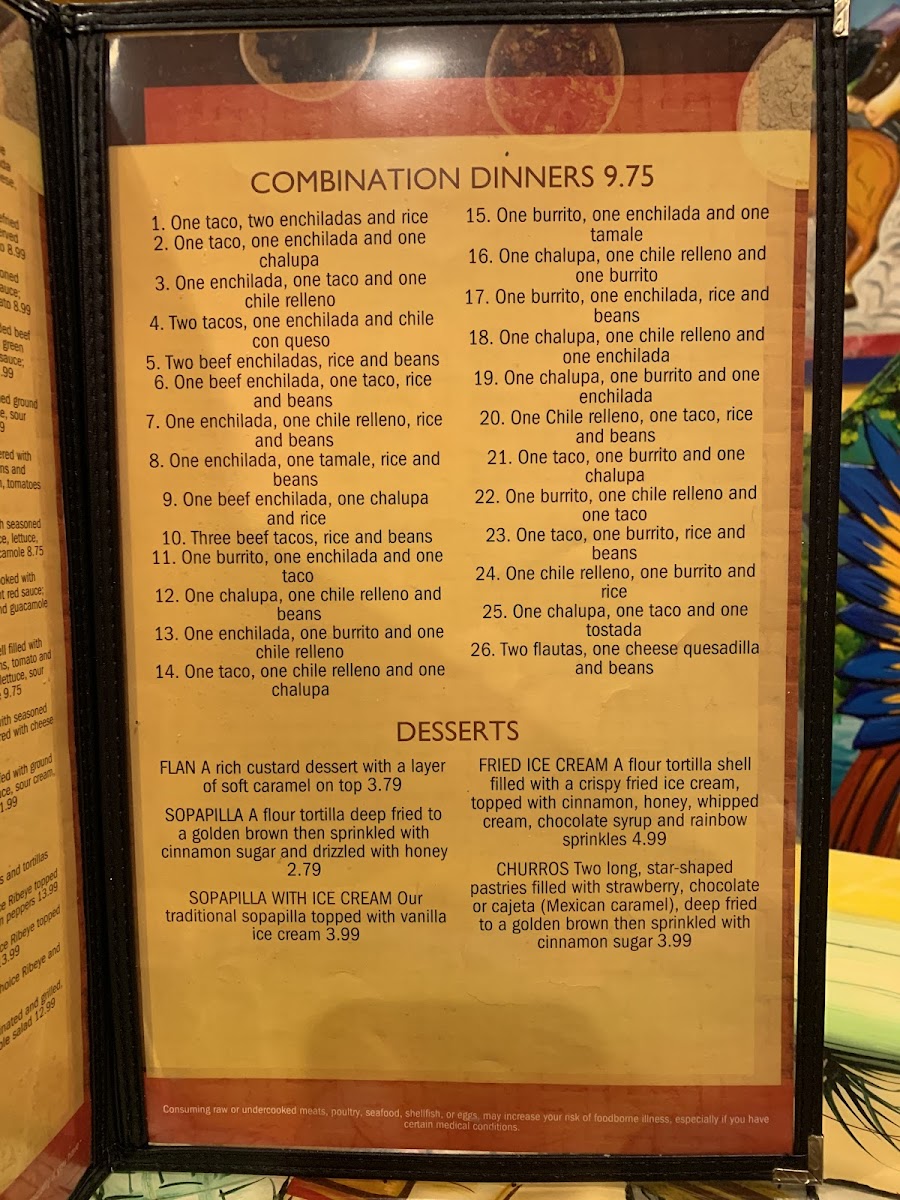 COMBINATION DINNERS 9.75
1. One taco, two enchiladas and rice
2. One taco, one enchilada and one
chalupa
3. One enchilada, one taco and one
chile relleno
4. Two tacos, one enchilada and chile
con queso
5. Two beef enchiladas, rice and beans
6. One beef enchilada, one taco, rice
and beans
7. One enchilada, one chile relleno, rice
and beans
8. One enchilada, one tamale, rice and
beans
9. One beef enchilada, one chalupa
and rice
10. Three beef tacos, rice and beans
11. One burrito, one enchilada and one
taco
12. One chalupa, one chile relleno and
beans
13. One enchilada, one burrito and one
chile relleno
14. One taco, one chile relleno and one
chalupa
15. One burrito, one enchilada and one
tamale
16. One chalupa, one chile relleno and
one burrito
17. One burrito, one enchilada, rice and
beans
18. One chalupa, one chile relleno and
one enchilada
19. One chalupa, one burrito and one
enchilada
20. One Chile relleno, one taco, rice
and beans
21. One taco, one burrito and one
chalupa
22. One burrito, one chile relleno and
one taco
23. One taco, one burrito, rice and
beans
24. One chile relleno, one burrito and
rice
25. One chalupa, one taco and one
tostada
26. Two flautas, one cheese quesadilla
and beans
DESSERTS
FLAN A rich custard dessert with a layer
of soft caramel on top 3.79
SOPAPILLA A flour tortilla deep fried to
a golden brown then sprinkled with
cinnamon sugar and drizzled with honey
2.79
SOPAPILLA WITH ICE CREAM Our
traditional sopapilla topped with vanilla
ice cream 3.99
FRIED ICE CREAM A flour tortilla shell
filled with a crispy fried ice cream,
topped with cinnamon, honey, whipped
cream, chocolate syrup and rainbow
sprinkles 4.99
CHURROS Two long, star-shaped
pastries filled with strawberry, chocolate
or cajeta (Mexican caramel), deep fried
to a golden brown then sprinkled with
cinnamon sugar 3.99
Consuming raw or undercooked meats, poultry, seafood, shellfish, or eggs, may increase your risk of foodborne illness, especially if you have
certain medical conditions.